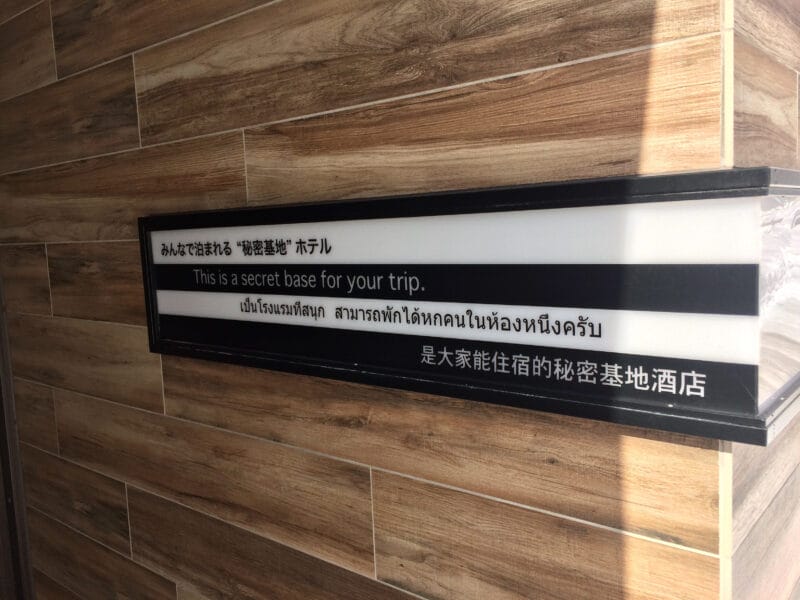 みんなで泊まれる “秘密基地” ホテル
This is a secret base for your trip.
เป็นโรงแรมที่สนุก สามารถพักได้หกคนในห้องหนึ่งครับ
是大家能住宿的秘密基地酒店